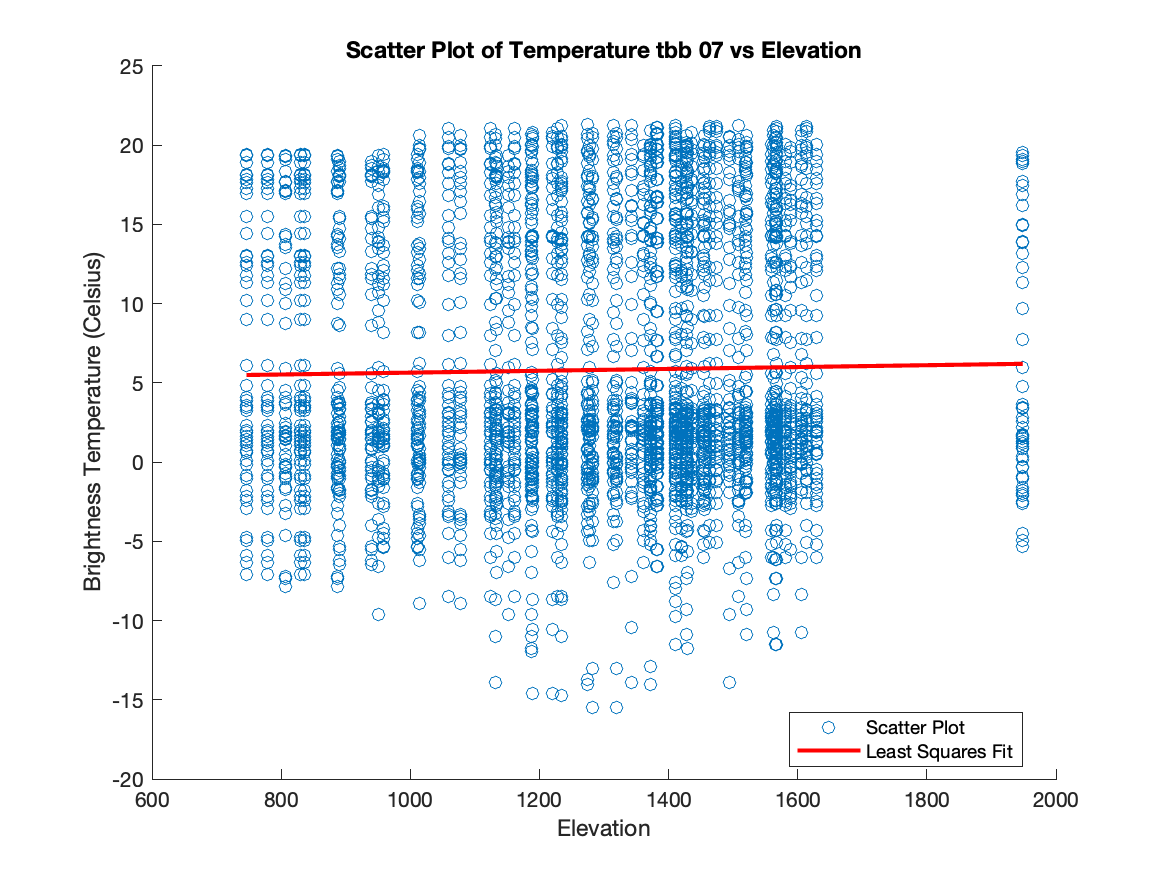 Scatter Plot of Temperature tbb 07 vs Elevation
25
20
15
10
5
0
-5
-10
-15
-20
Brightness Temperature (Celsius)
600 800 1000 1200 1400 1600 1800 2000
Elevation
Scatter Plot
Least Squares Fit